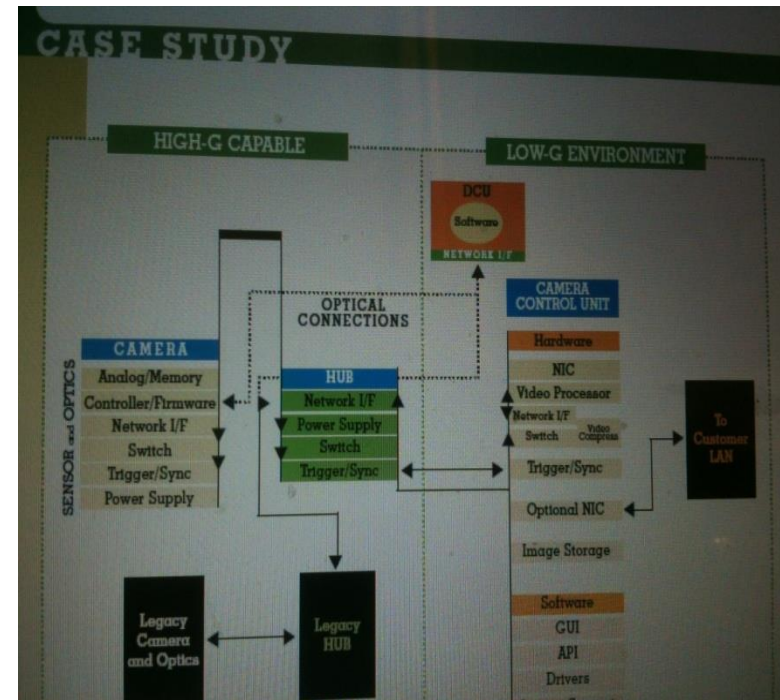 CASE STUDY
HIGH-G CAPABLE
LOW-G ENVIRONMENT
DCU
Software
NETWORK I/F
OPTICAL
CONNECTIONS
CAMERA
CONTROL UNIT
SENSOR and OPTICS
CAMERA
Analog/Memory
Controller/Firmware
Network I/F
Switch
Trigger/Sync
Power Supply
HUB
Network I/F
Power Supply
Switch
Trigger/Sync
Hardware
NIC
Video Processor
Network I/F
Switch
Video
Compress
Trigger/Sync
Optional NIC
Image Storage
To
Customer
LAN
Legacy
Camera
and Optics
Legacy
HUB
Software
GUI
API
Drivers